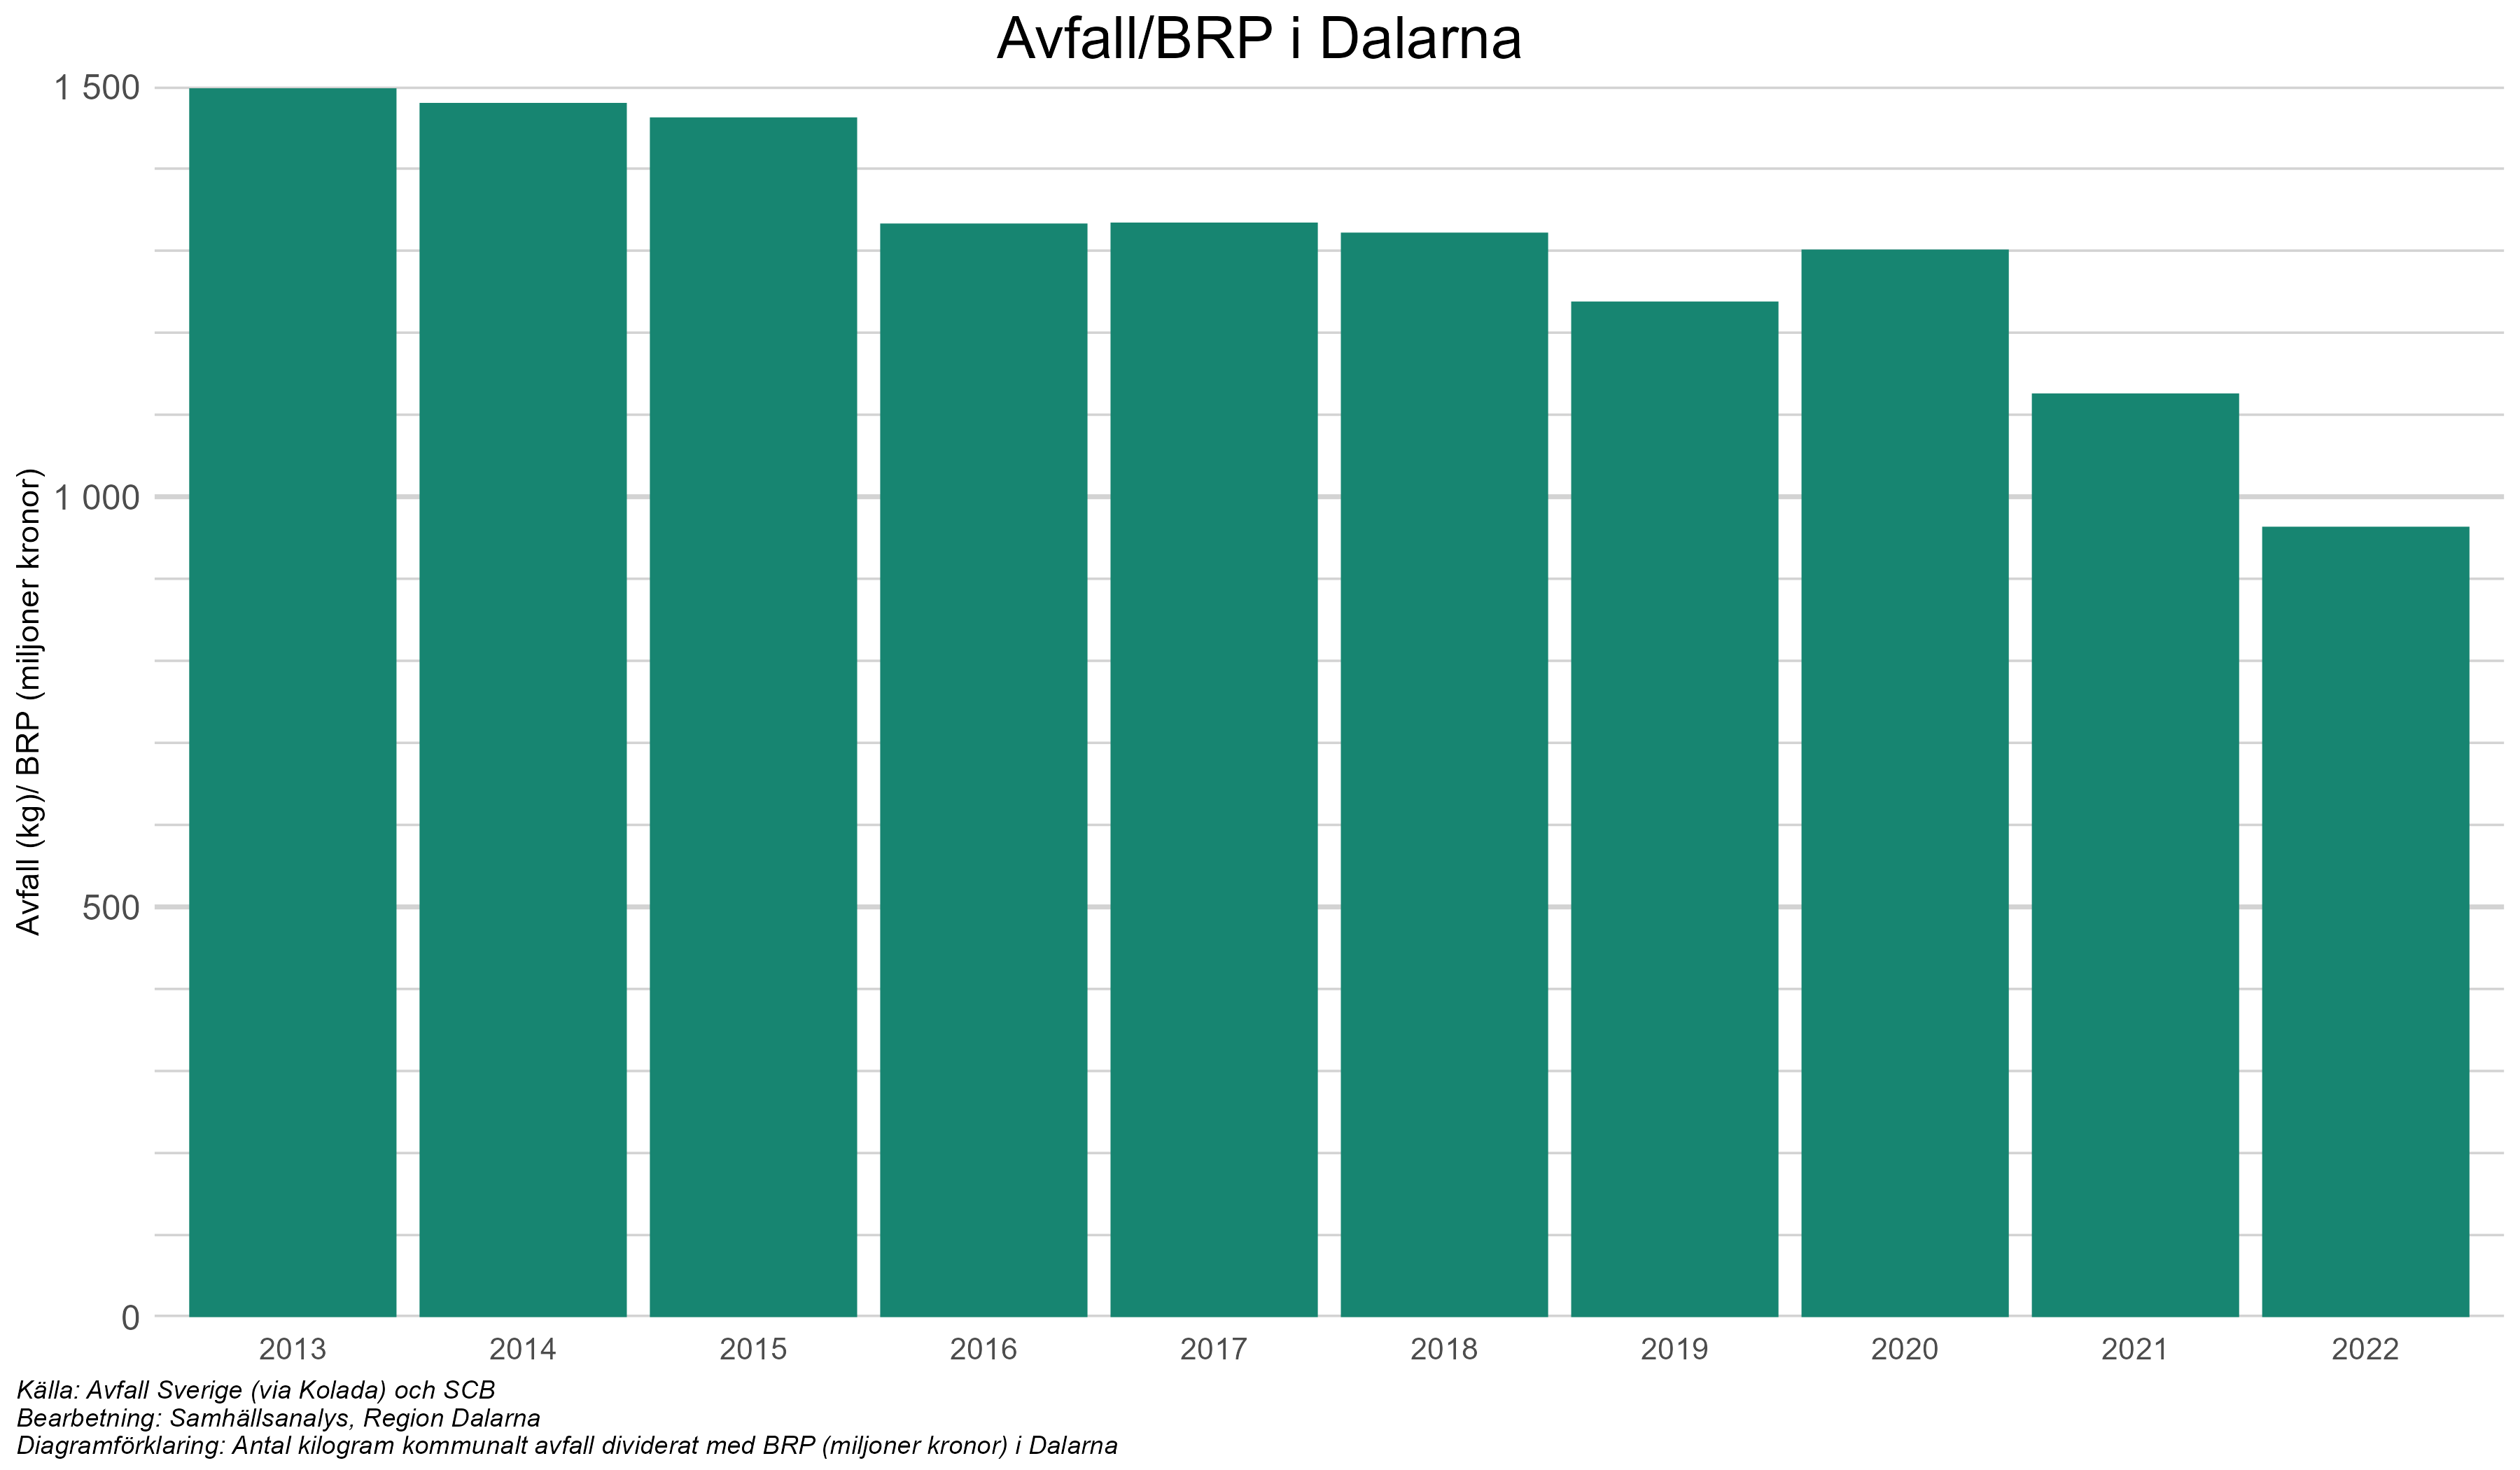 Avfall/BRP i Dalarna
Avfall (kg)/ BRP (miljoner kronor)
1 500
1 000
500
0
2013 2014 2015 2016 2017 2018 2019 2020 2021 2022
Källa: Avfall Sverige (via Kolada) och SCB
Bearbetning: Samhällsanalys, Region Dalarna
Diagramförklaring: Antal kilogram kommunalt avfall dividerat med BRP (miljoner kronor) i Dalarna